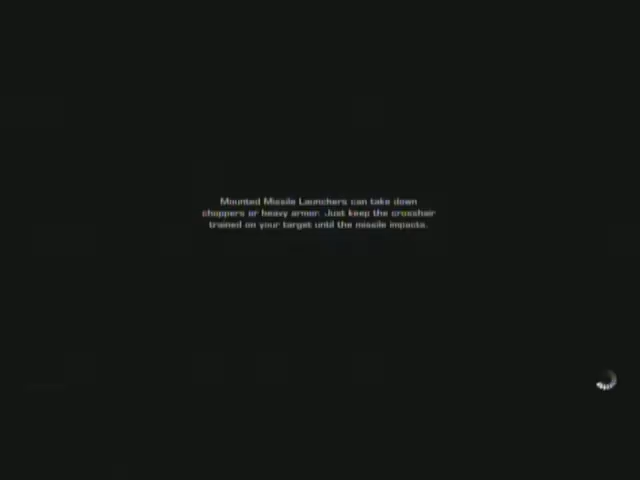 Mounted Missile Launchers can take down
choppers or heavy armor. Just keep the crosshair
trained on your target until the missile impacts.